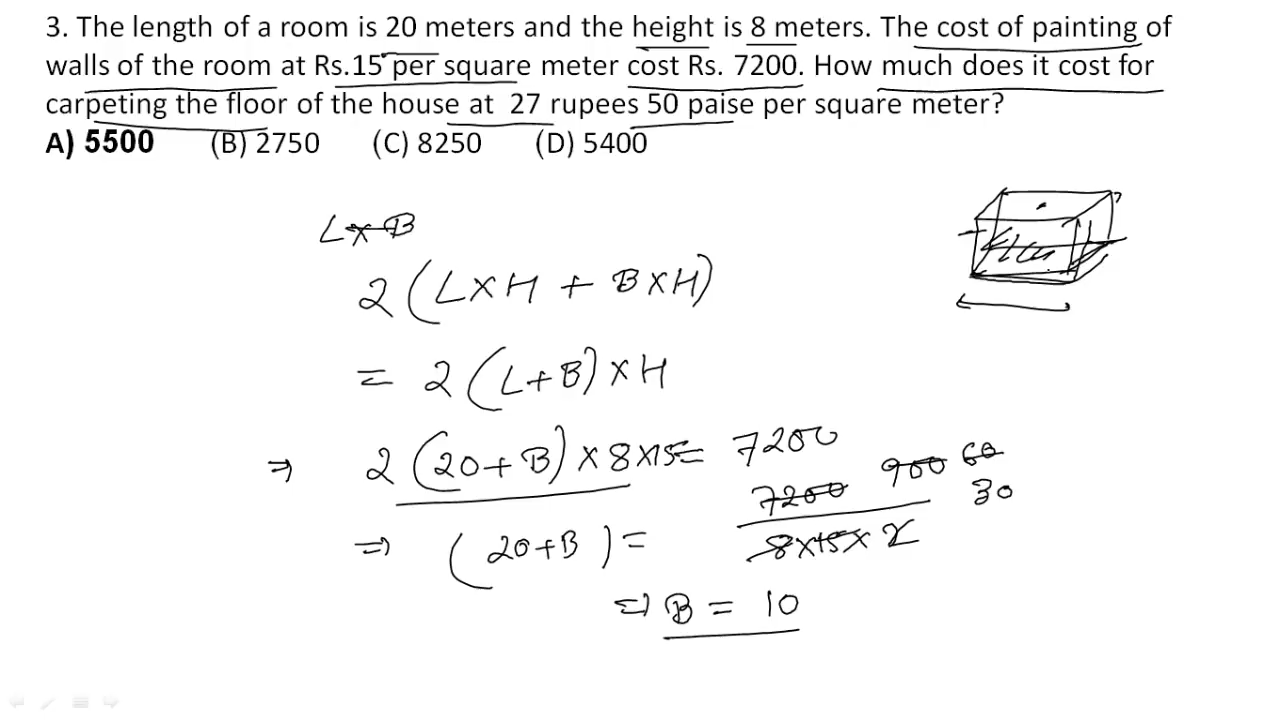 3. The length of a room is 20 meters and the height is 8 meters. The cost of painting of
walls of the room at Rs.15 per square meter cost Rs. 7200. How much does it cost for
carpeting the floor of the house at 27 rupees 50 paise per square meter?
A) 5500 (B) 2750 (C) 8250 (D) 5400
L×B
2 (L×H + B×H)
= 2 (L+B) × H
⇒ 2 (20+B) × 8×15= 7200
7200 900 60
30
⇒ (20+B) = 8×15×2
⇒ B = 10